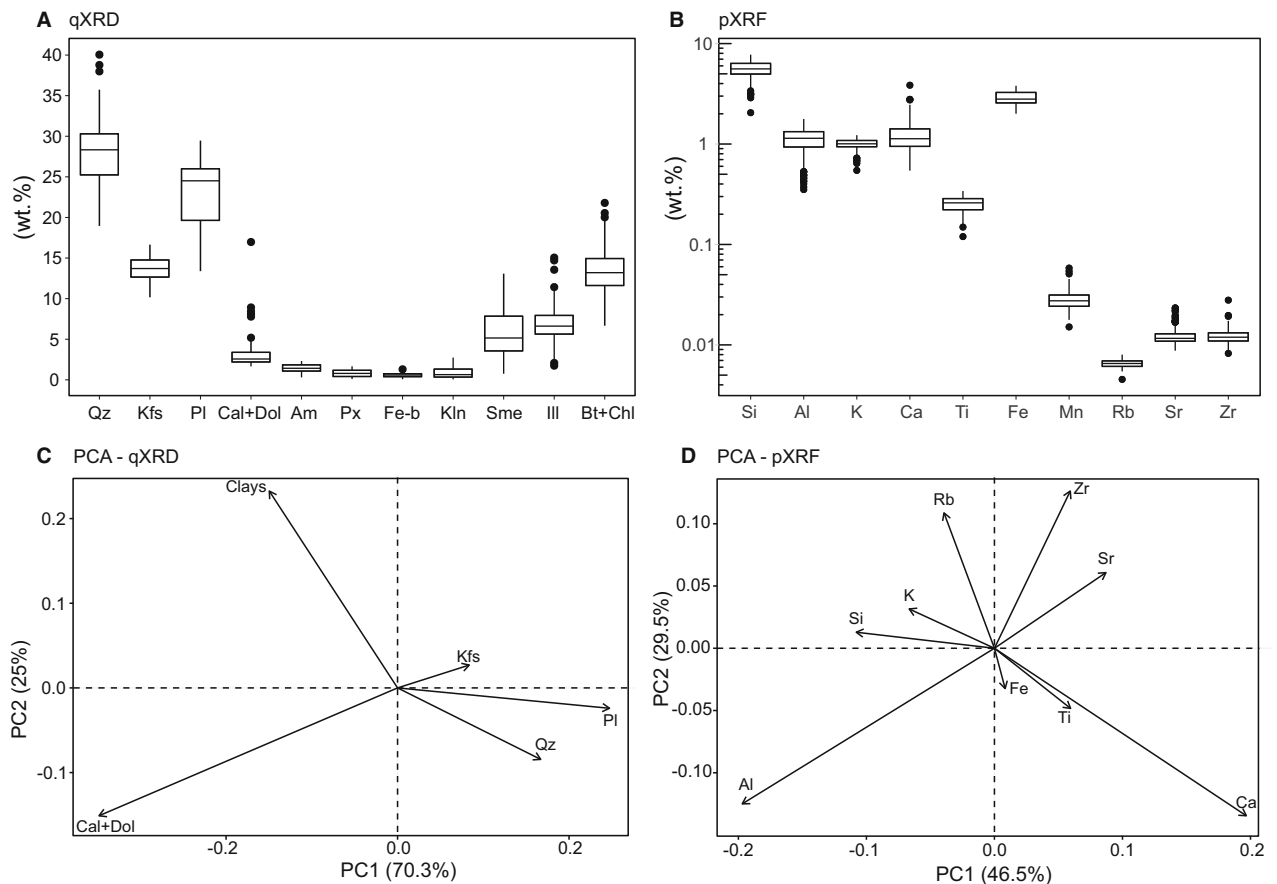 A qXRD
40
35
30
25
20
15
10
5
0
(wt.%)
Qz Kfs Pl Cal+Dol Am Px Fe-b Kln Sme Ill Bt+Chl
B pXRF
10
1
0.1
0.01
(wt.%)
Si Al K Ca Ti Fe Mn Rb Sr Zr
C PCA - qXRD
0.2
0.1
0.0
-0.1
PC2 (25%)
Clays
Kfs
Pl
Qz
Cal+Dol
-0.2 0.0 0.2
PC1 (70.3%)
D PCA - pXRF
0.10
0.05
0.00
-0.05
-0.10
PC2 (29.5%)
Zr
Rb
Sr
K
Si
Fe
Ti
Al
Ca
-0.2 -0.1 0.0 0.1 0.2
PC1 (46.5%)